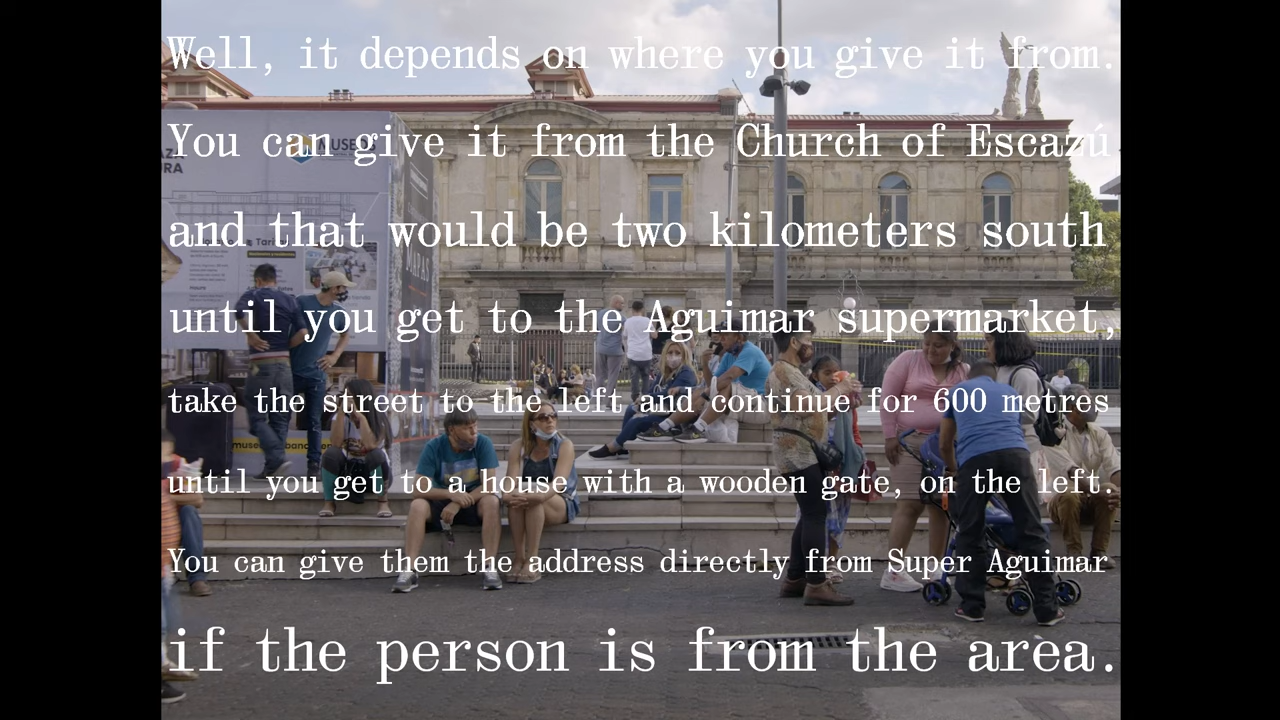 Well, it depends on where you give it from.
You can give it from the Church of Escazú
and that would be two kilometers south
until you get to the Aguimar supermarket,
take the street to the left and continue for 600 metres
until you get to a house with a wooden gate, on the left.
You can give them the address directly from Super Aguimar
if the person is from the area.
MUSEOS